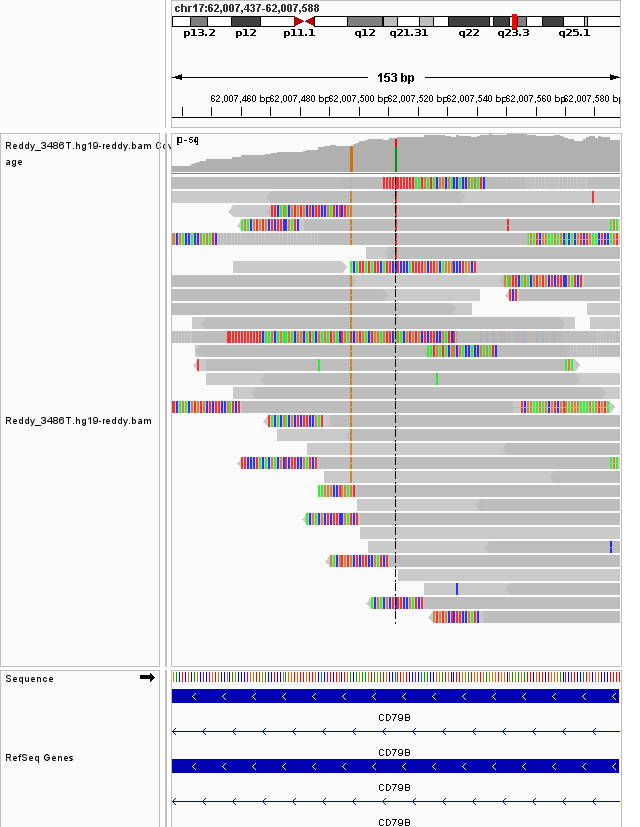 chr17:62,007,437-62,007,588
p13.2 p12 p11.1 q12 q21.31 q22 q23.3 q25.1
153 bp
62,007,460 bp 62,007,480 bp 62,007,500 bp 62,007,520 bp 62,007,540 bp 62,007,560 bp 62,007,580 bp
[0-54]
Reddy_3486T.hg19-reddy.bam Cov
age
Reddy_3486T.hg19-reddy.bam
Sequence
CD79B
CD79B
RefSeq Genes
CD79B
CD79B